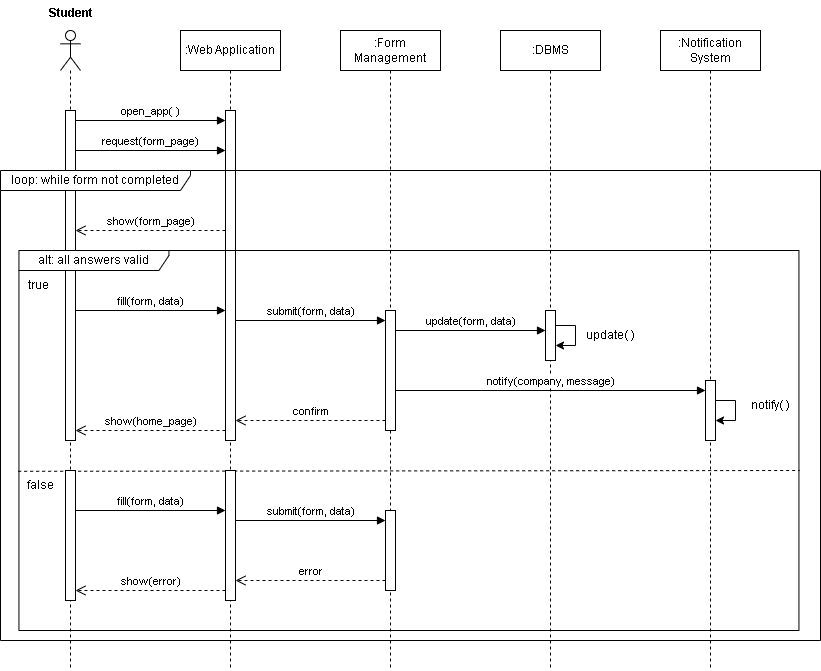 Student
:Web Application
:Form
Management
:DBMS
:Notification
System
open_app( )
request(form_page)
loop: while form not completed
show(form_page)
alt: all answers valid
true
fill(form, data)
submit(form, data)
update(form, data)
update( )
notify(company, message)
notify( )
confirm
show(home_page)
false
fill(form, data)
submit(form, data)
error
show(error)